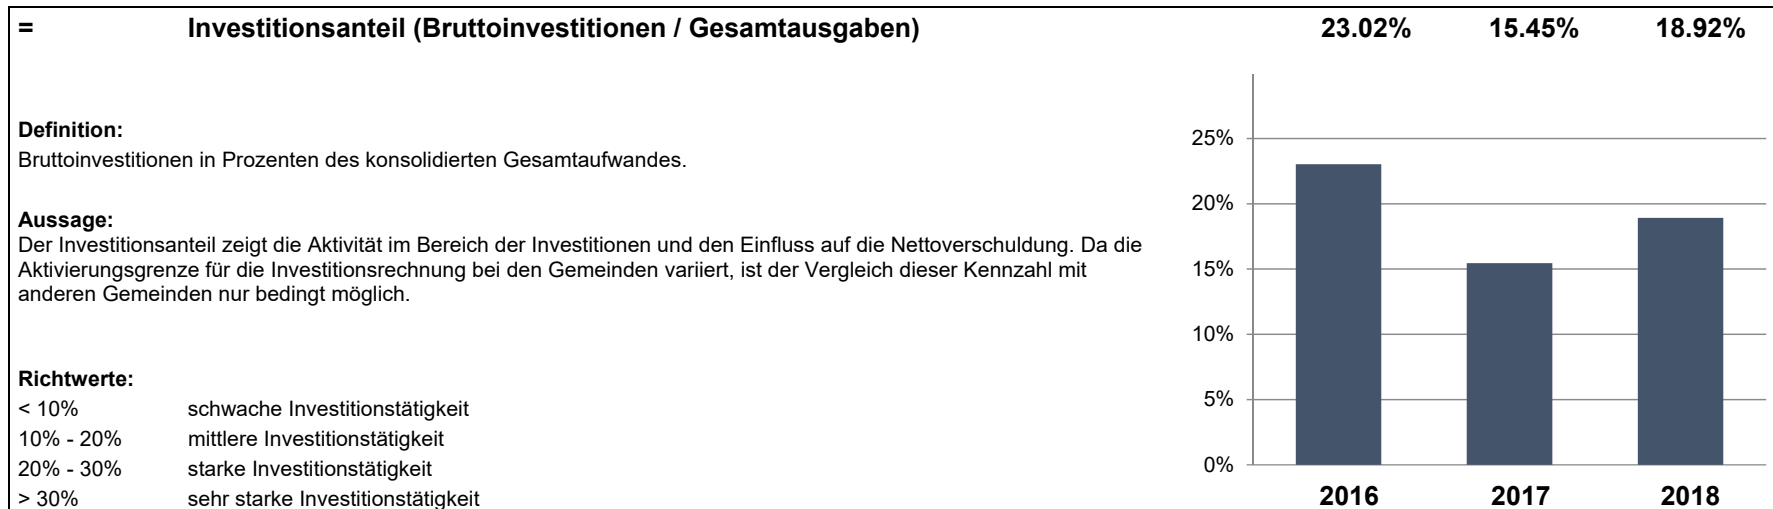 = Investitionsanteil (Bruttoinvestitionen / Gesamtausgaben) 23.02% 15.45% 18.92%
Definition:
Bruttoinvestitionen in Prozenten des konsolidierten Gesamtaufwandes.
Aussage:
Der Investitionsanteil zeigt die Aktivität im Bereich der Investitionen und den Einfluss auf die Nettoverschuldung. Da die
Aktivierungsgrenze für die Investitionsrechnung bei den Gemeinden variiert, ist der Vergleich dieser Kennzahl mit
anderen Gemeinden nur bedingt möglich.
Richtwerte:
< 10% schwache Investitionstätigkeit
10% - 20% mittlere Investitionstätigkeit
20% - 30% starke Investitionstätigkeit
> 30% sehr starke Investitionstätigkeit
25%
20%
15%
10%
5%
0%
2016 2017 2018